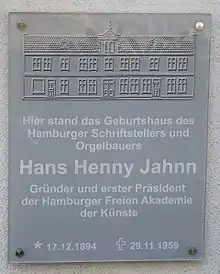 Hier stand das Geburtshaus des
Hamburger Schriftstellers und
Orgelbauers
Hans Henny Jahnn
Gründer und erster Präsident
der Hamburger Freien Akademie
der Künste
* 17.12.1894 † 29.11.1959